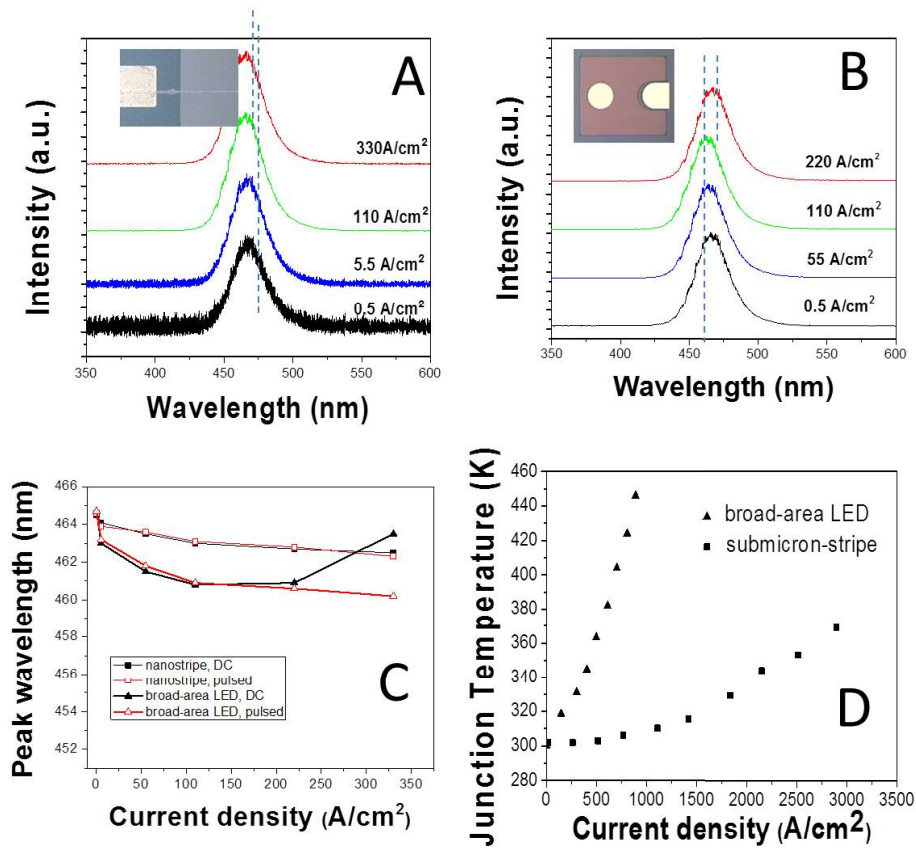 A
Intensity (a.u.)
330A/cm²
110 A/cm²
5.5 A/cm²
0.5 A/cm²
350 400 450 500 550 600
Wavelength (nm)
B
Intensity (a.u.)
220 A/cm²
110 A/cm²
55 A/cm²
0.5 A/cm²
350 400 450 500 550 600
Wavelength (nm)
C
Peak wavelength (nm)
466
464
462
460
458
456
454
452
nanostripe, DC
nanostripe, pulsed
broad-area LED, DC
broad-area LED, pulsed
0 50 100 150 200 250 300 350
Current density (A/cm²)
D
Junction Temperature (K)
460
440
420
400
380
360
340
320
300
280
broad-area LED
submicron-stripe
0 500 1000 1500 2000 2500 3000 3500
Current density (A/cm²)